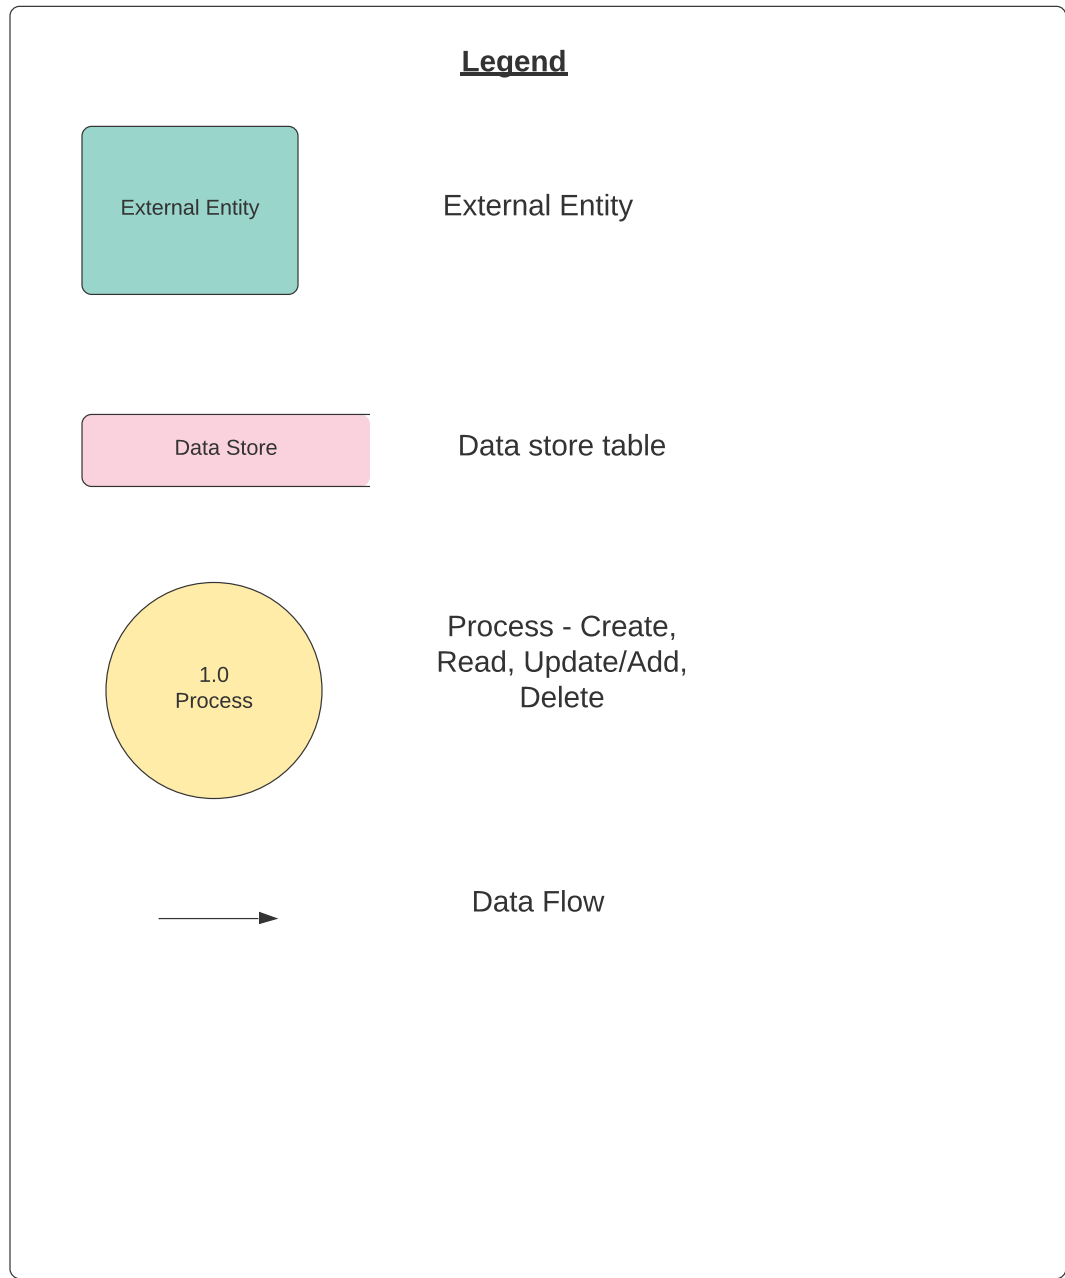 Legend
External Entity
External Entity
Data Store
Data store table
1.0
Process
Process - Create,
Read, Update/Add,
Delete
Data Flow